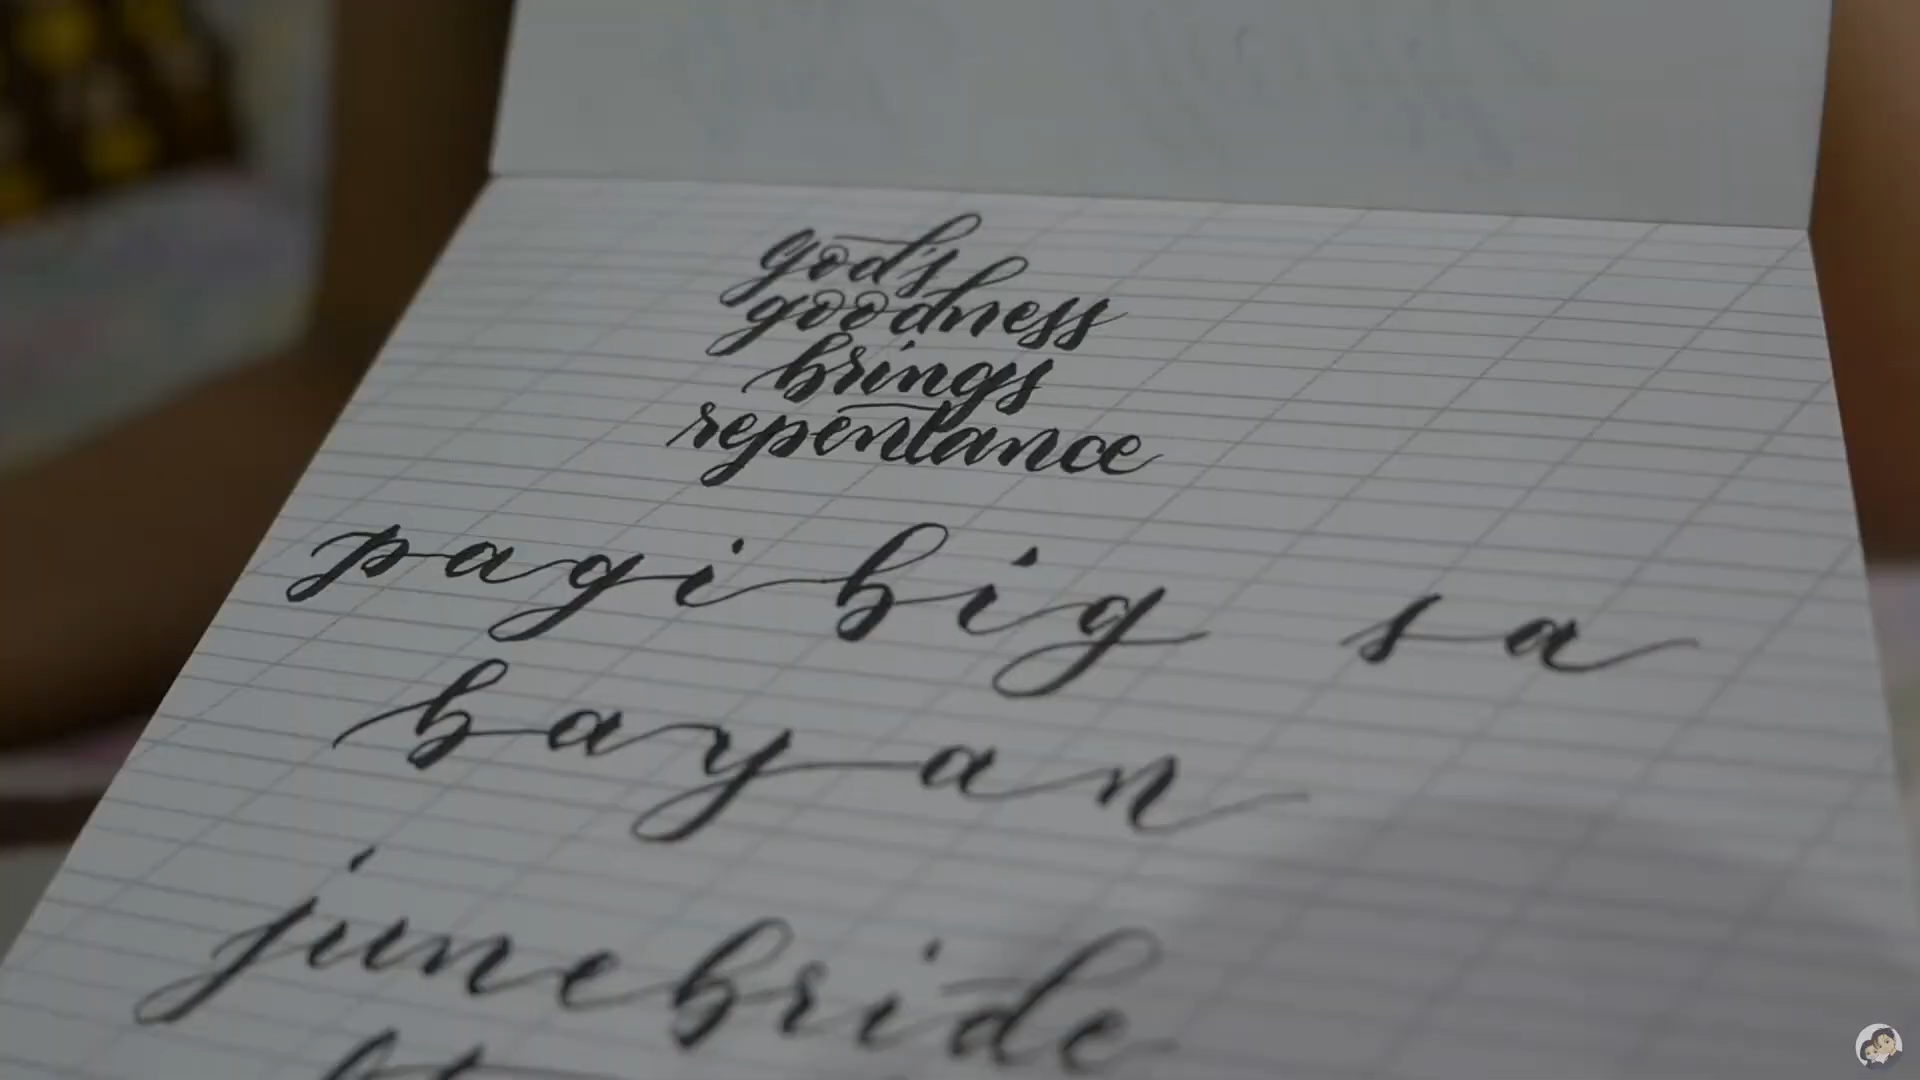 god's
goodness
brings
repentance
pagibig sa
bayan
junebride